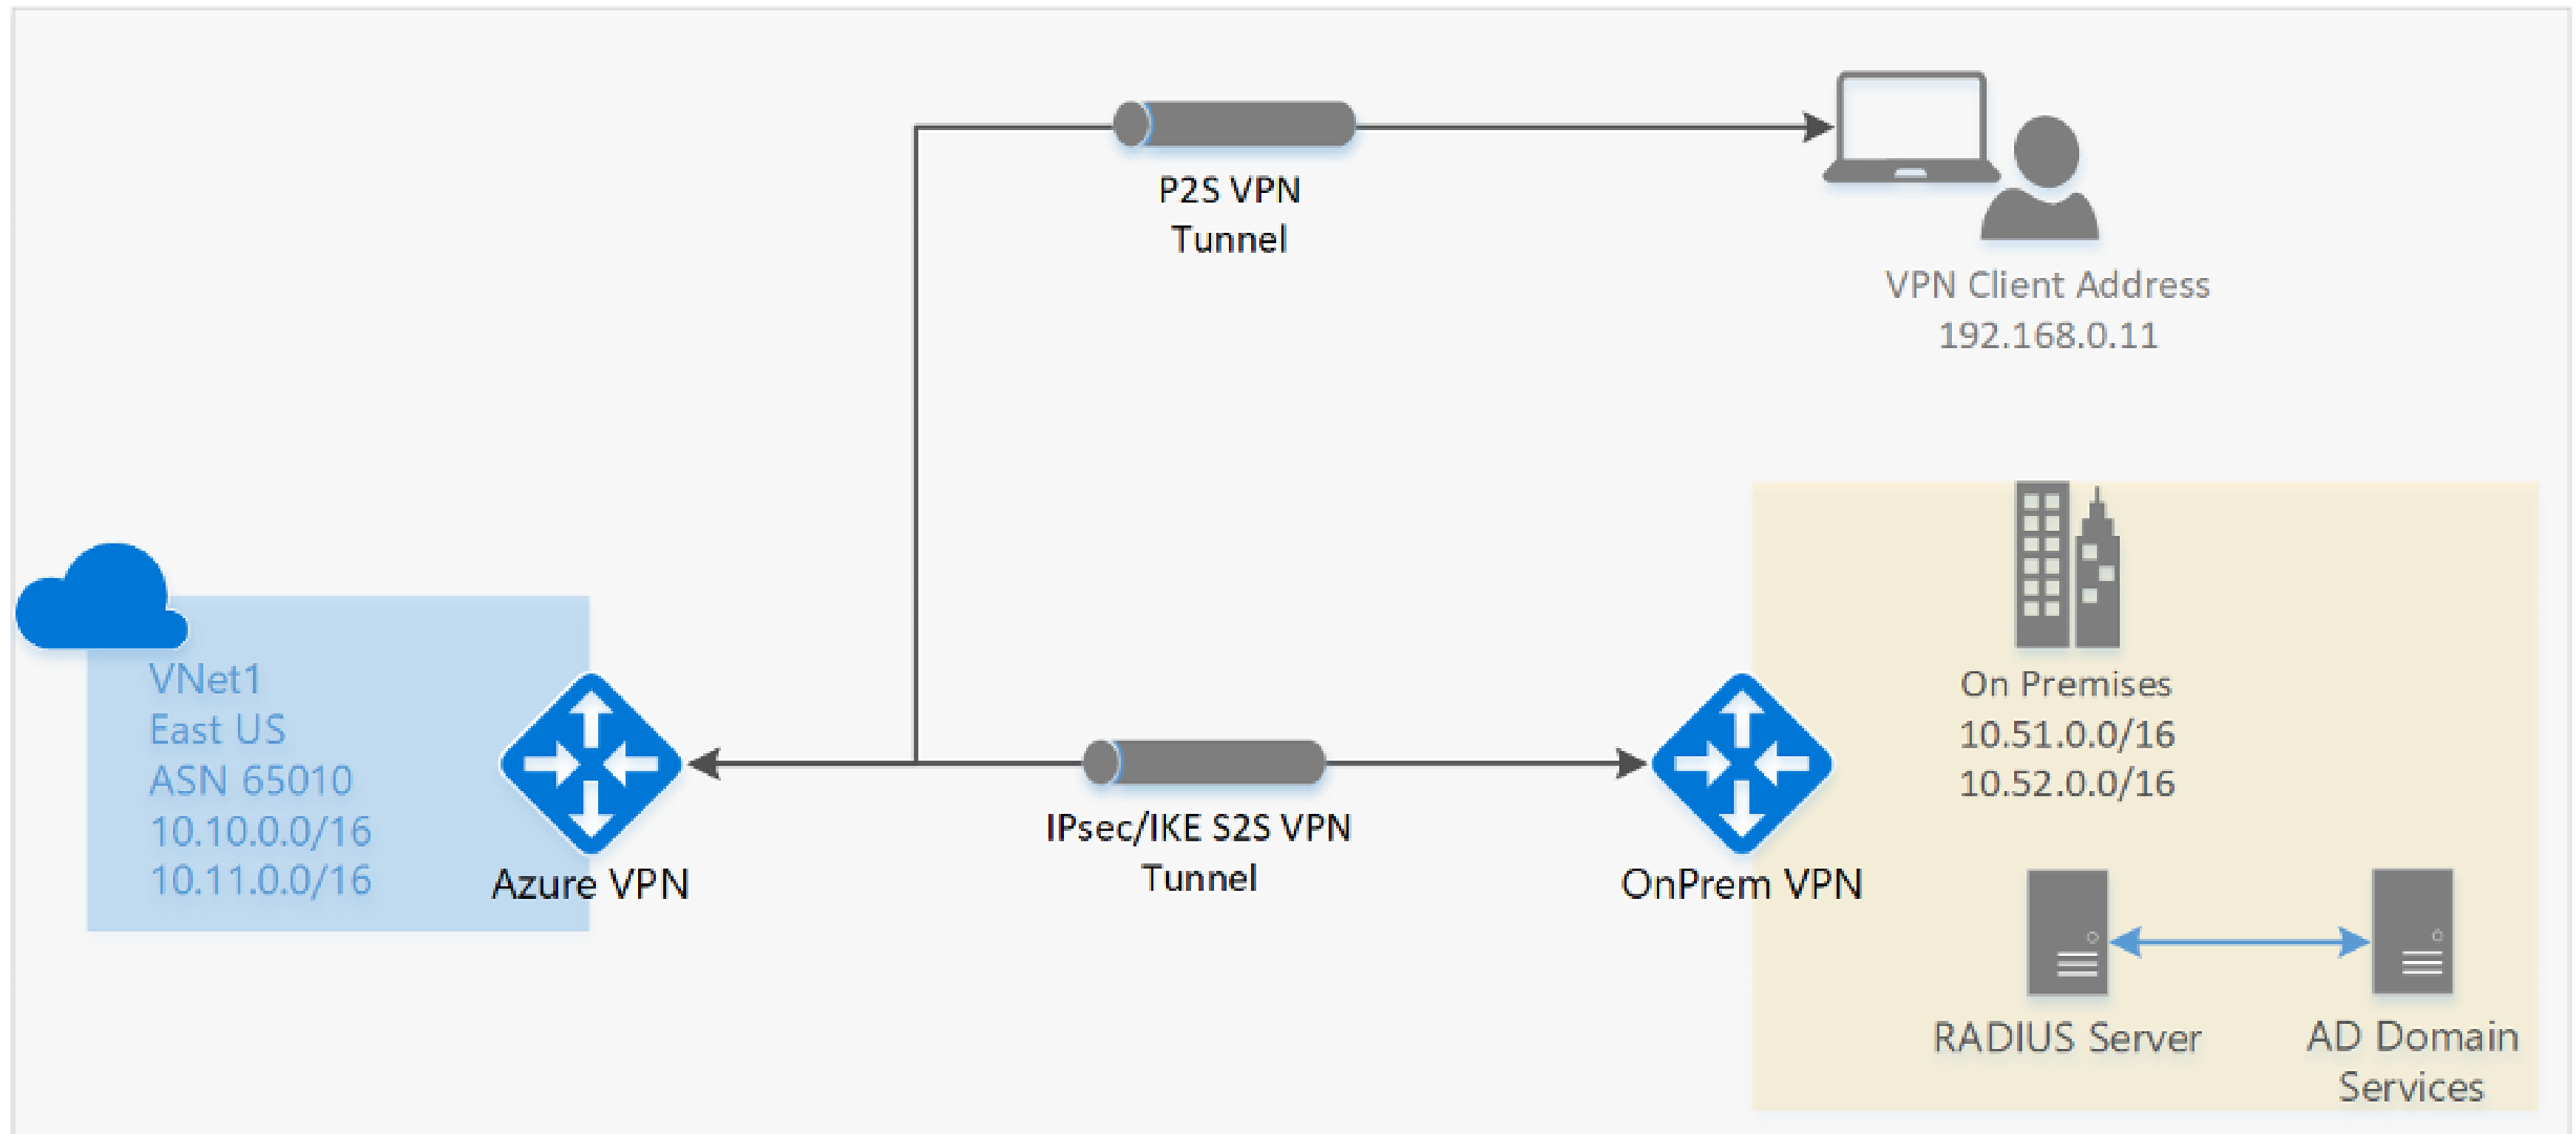 P2S VPN
Tunnel
VPN Client Address
192.168.0.11
VNet1
East US
ASN 65010
10.10.0.0/16
10.11.0.0/16
Azure VPN
IPsec/IKE S2S VPN
Tunnel
OnPrem VPN
On Premises
10.51.0.0/16
10.52.0.0/16
RADIUS Server
AD Domain
Services